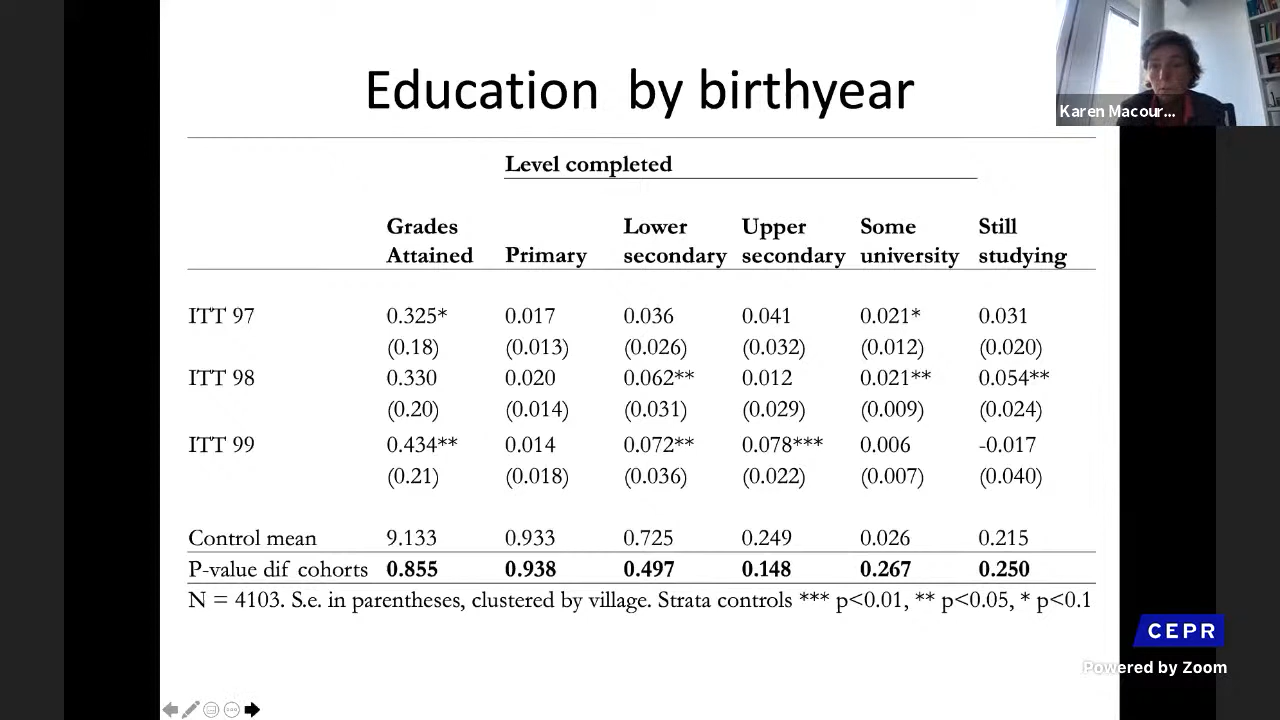 Education by birthyear
Karen Macour...
Level completed
Grades Attained Primary Lower secondary Upper secondary Some university Still studying
ITT 97 0.325* 0.017 0.036 0.041 0.021* 0.031
(0.18) (0.013) (0.026) (0.032) (0.012) (0.020)
ITT 98 0.330 0.020 0.062** 0.012 0.021** 0.054**
(0.20) (0.014) (0.031) (0.029) (0.009) (0.024)
ITT 99 0.434** 0.014 0.072** 0.078*** 0.006 -0.017
(0.21) (0.018) (0.036) (0.022) (0.007) (0.040)
Control mean 9.133 0.933 0.725 0.249 0.026 0.215
P-value dif cohorts 0.855 0.938 0.497 0.148 0.267 0.250
N = 4103. S.e. in parentheses, clustered by village. Strata controls *** p<0.01, ** p<0.05, * p<0.1
CEPR
Powered by Zoom